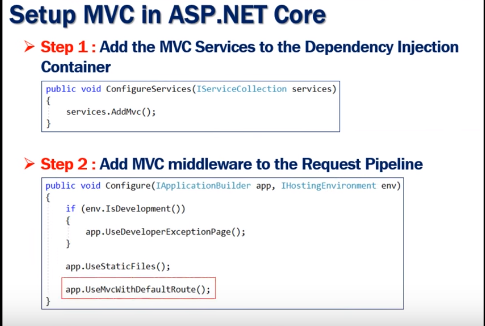 Setup MVC in ASP.NET Core
➢ Step 1 : Add the MVC Services to the Dependency Injection
Container
public void ConfigureServices(IServiceCollection services)
{
    services.AddMvc();
}
➢ Step 2 : Add MVC middleware to the Request Pipeline
public void Configure(IApplicationBuilder app, IHostingEnvironment env)
{
    if (env.IsDevelopment())
    {
        app.UseDeveloperExceptionPage();
    }
    app.UseStaticFiles();
    app.UseMvcWithDefaultRoute();
}